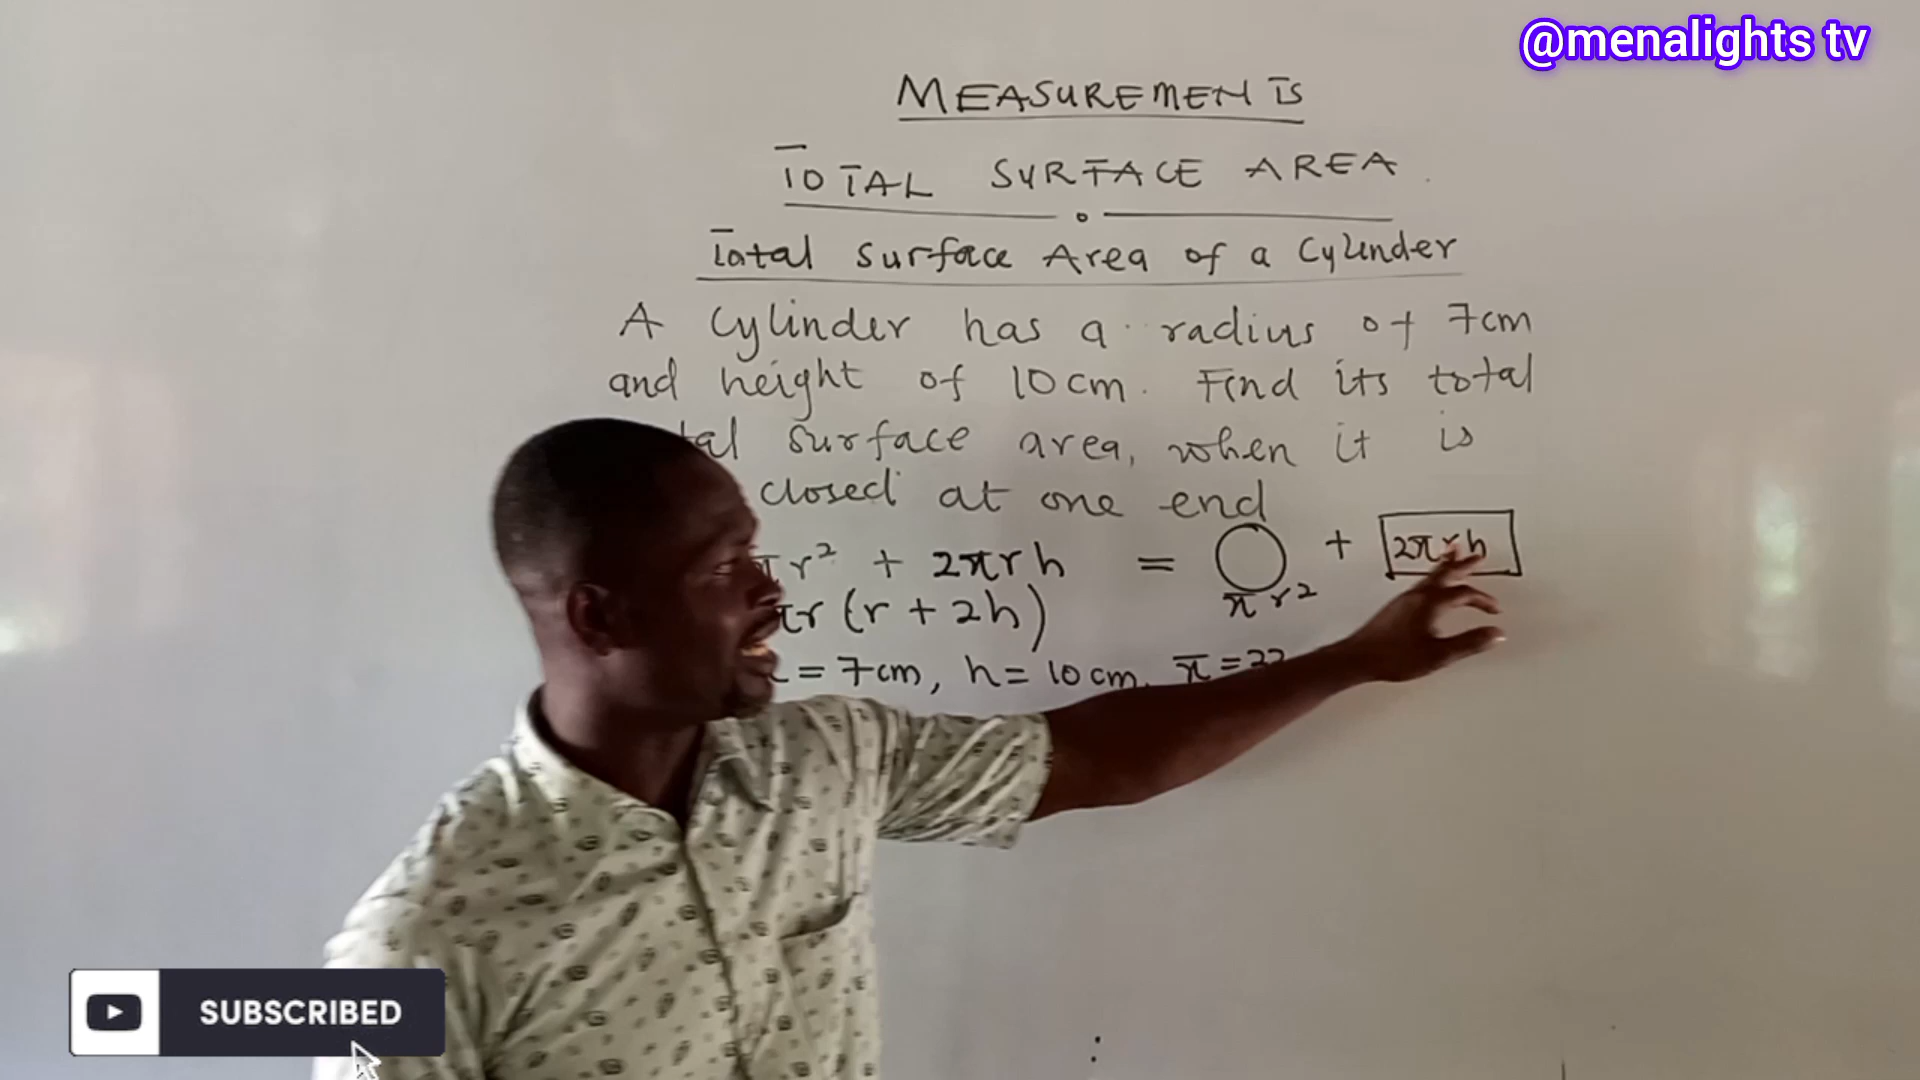 @menalights tv
MEASUREMENTS
TOTAL SURFACE AREA
Total surface Area of a Cylinder
A cylinder has a radius of 7cm
and height of 10cm. Find its total
surface area, when it is
closed at one end
πr² + 2πrh = πr² + 2πrh
πr (r + 2h)
= 7cm, h = 10cm, π = 22
SUBSCRIBED